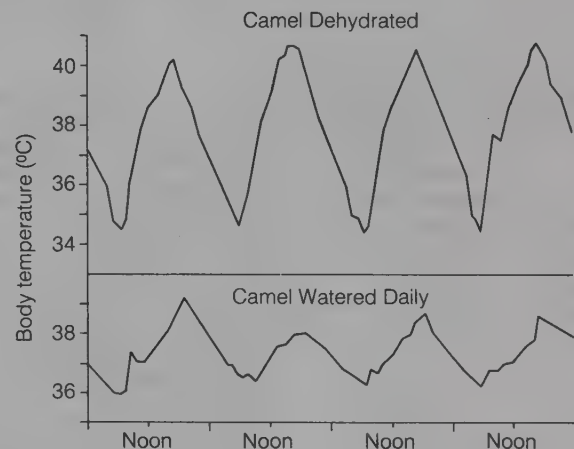 Camel Dehydrated
40
38
36
34
Body temperature (ºC)
Camel Watered Daily
38
36
Noon Noon Noon Noon